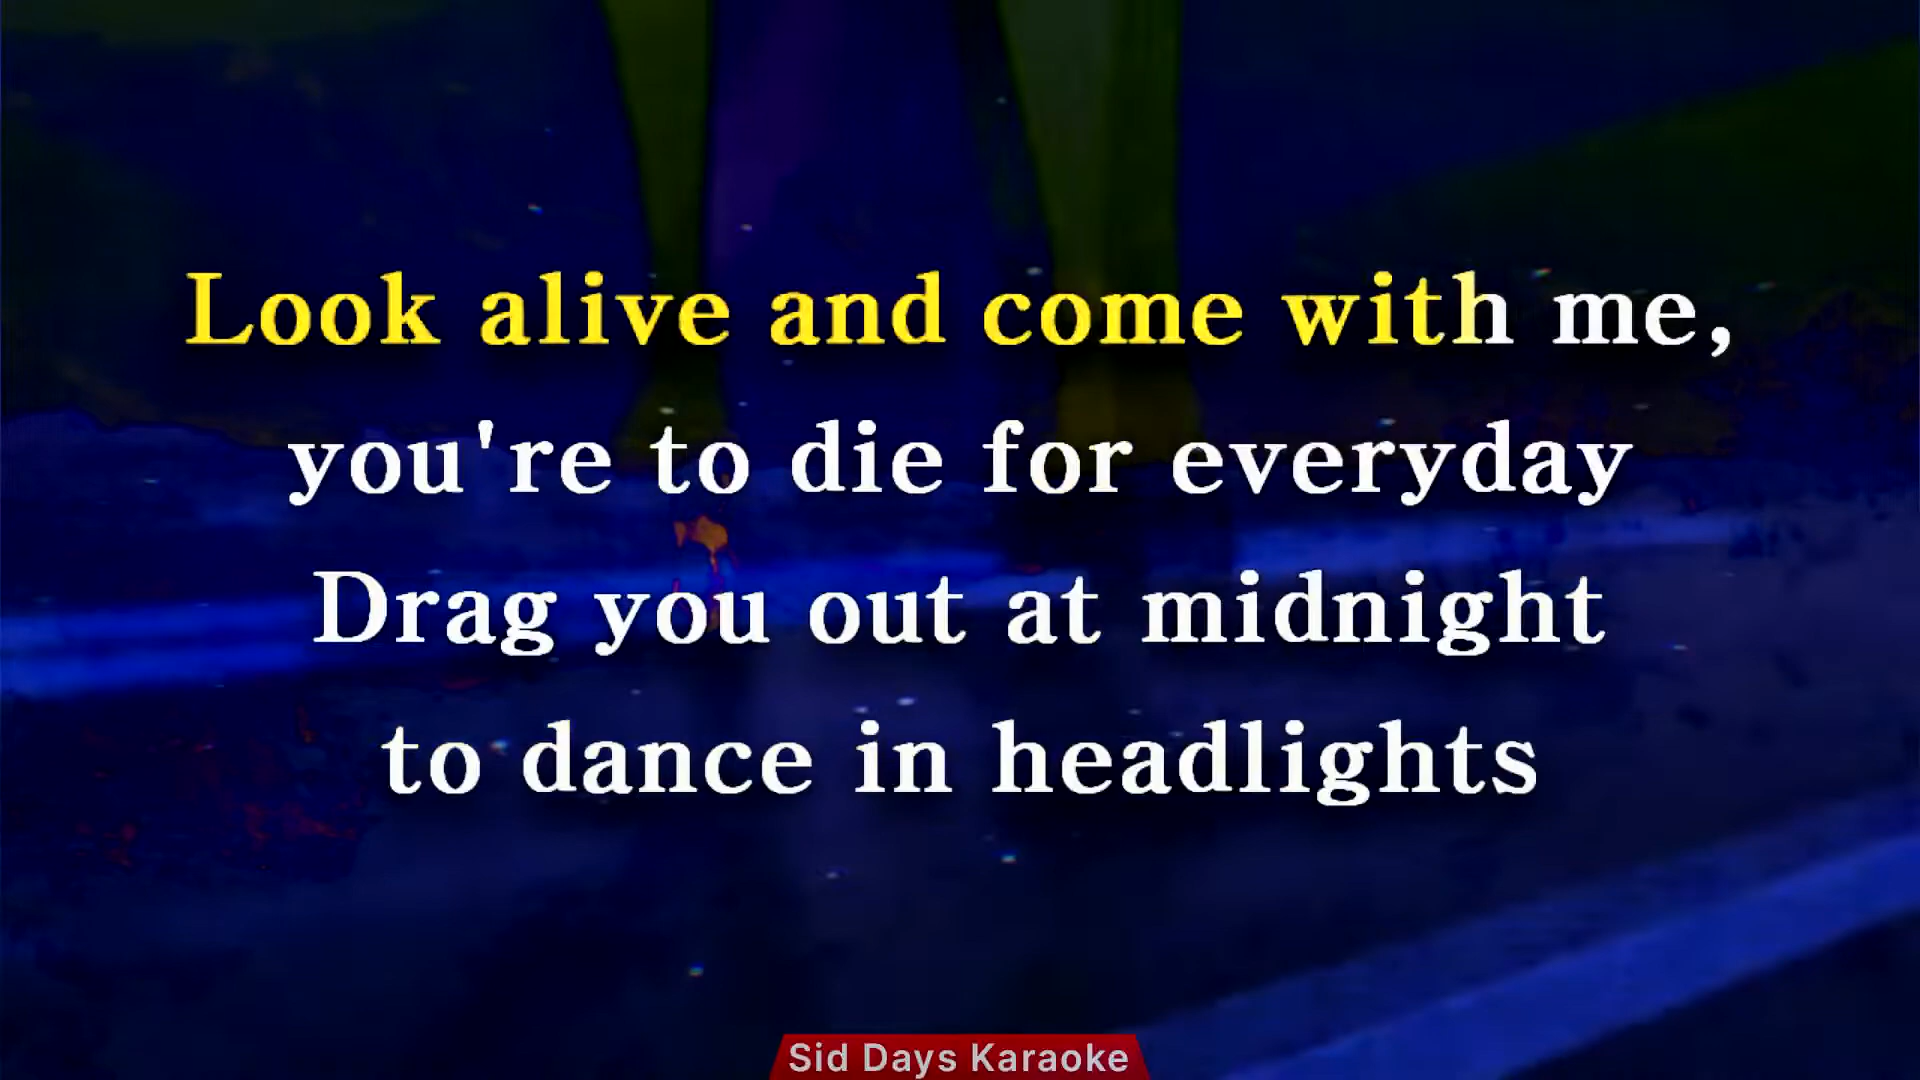 Look alive and come with me,
you're to die for everyday
Drag you out at midnight
to dance in headlights
Sid Days Karaoke